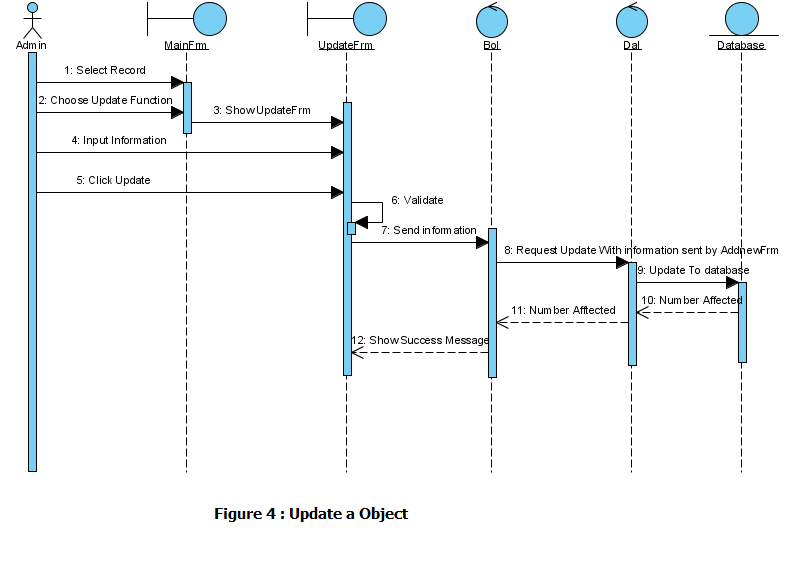 Admin
MainFrm
UpdateFrm
Bol
Dal
Database
1: Select Record
2: Choose Update Function
3: Show UpdateFrm
4: Input Information
5: Click Update
6: Validate
7: Send information
8: Request Update With information sent by AddnewFrm
9: Update To database
10: Number Affected
11: Number Afftected
12: Show Success Message
Figure 4 : Update a Object